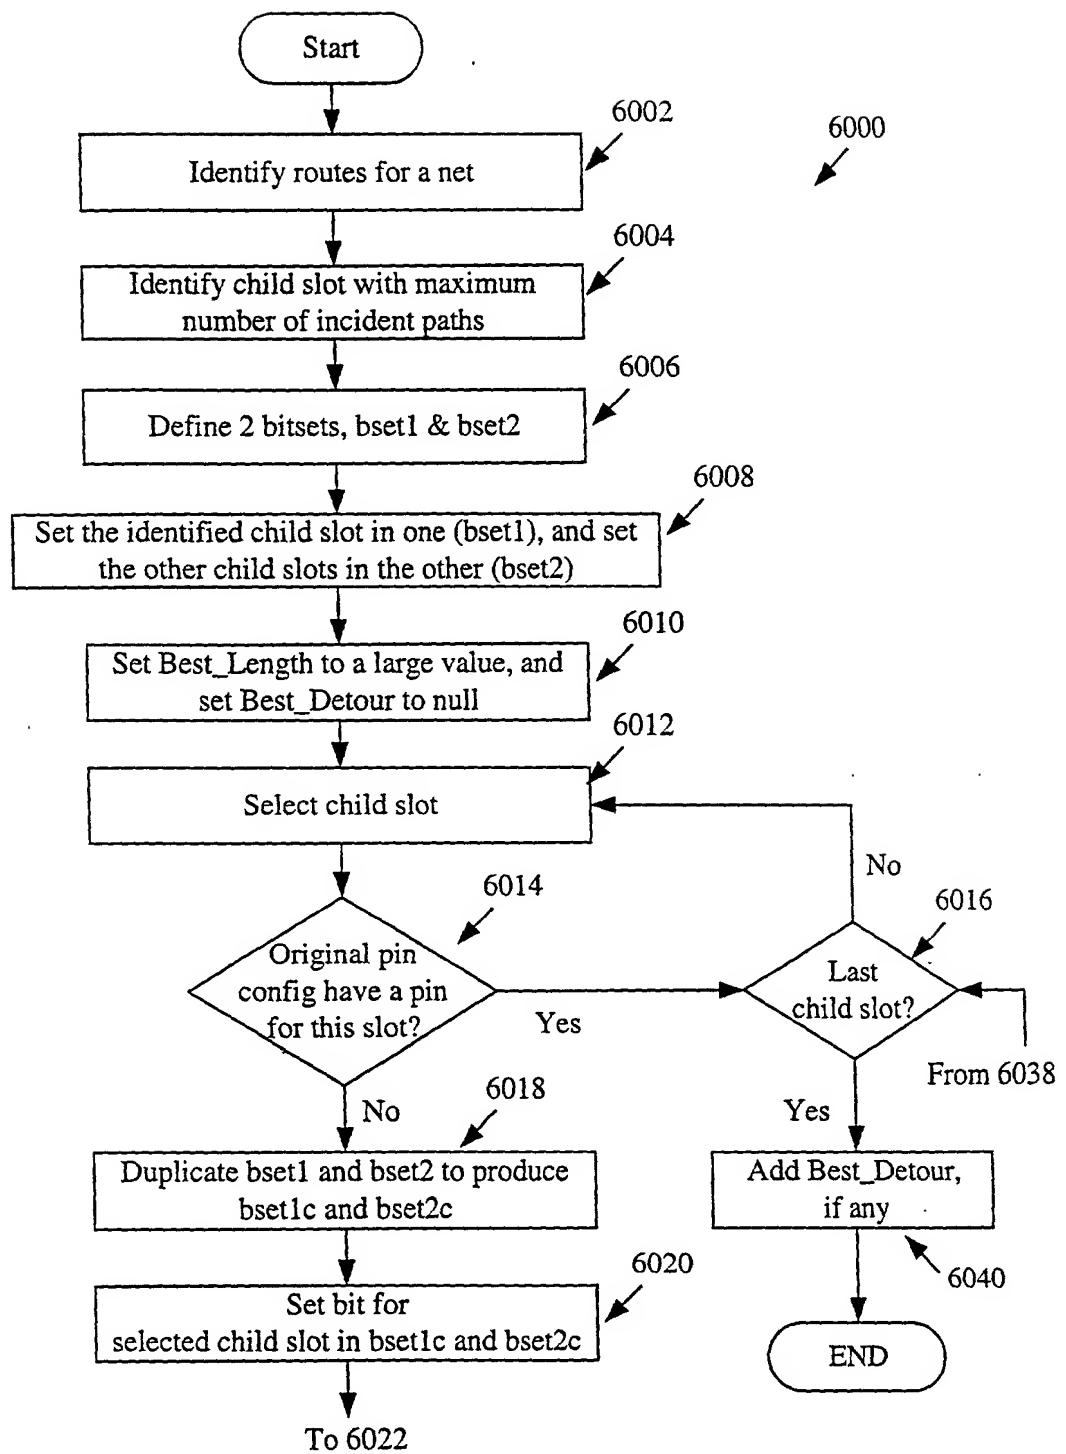 Start
6002
6000
Identify routes for a net
6004
Identify child slot with maximum
number of incident paths
6006
Define 2 bitsets, bset1 & bset2
6008
Set the identified child slot in one (bset1), and set
the other child slots in the other (bset2)
6010
Set Best_Length to a large value, and
set Best_Detour to null
6012
Select child slot
No
6014
6016
Original pin
config have a pin
for this slot?
Yes
Last
child slot?
From 6038
No
6018
Yes
Duplicate bset1 and bset2 to produce
bset1c and bset2c
Add Best_Detour,
if any
6020
6040
Set bit for
selected child slot in bset1c and bset2c
END
To 6022